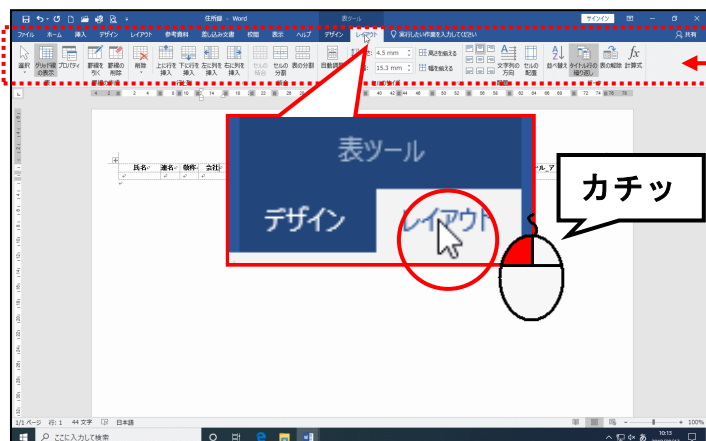 住所録 - Word
表ツール
サインイン
ファイル ホーム 挿入 デザイン レイアウト 参考資料 差し込み文書 校閲 表示 ヘルプ デザイン レイアウト 実行したい作業を入力してください 共有
4.5 mm 高さを揃える
選択 グリッド線の表示 プロパティ 罫線を引く 罫線の削除 削除 上に行を挿入 下に行を挿入 左に列を挿入 右に列を挿入 セルの結合 セルの分割 表の分割 自動調整
15.3 mm 幅を揃える
文字列の方向 セルの配置 並べ替え タイトル行の繰り返し 表の解除 計算式
表ツール
デザイン レイアウト
カチッ
氏名 連名 敬称 会社
1/1 ページ 行: 1 44 文字 日本語
100%
ここに入力して検索
あ
10:13